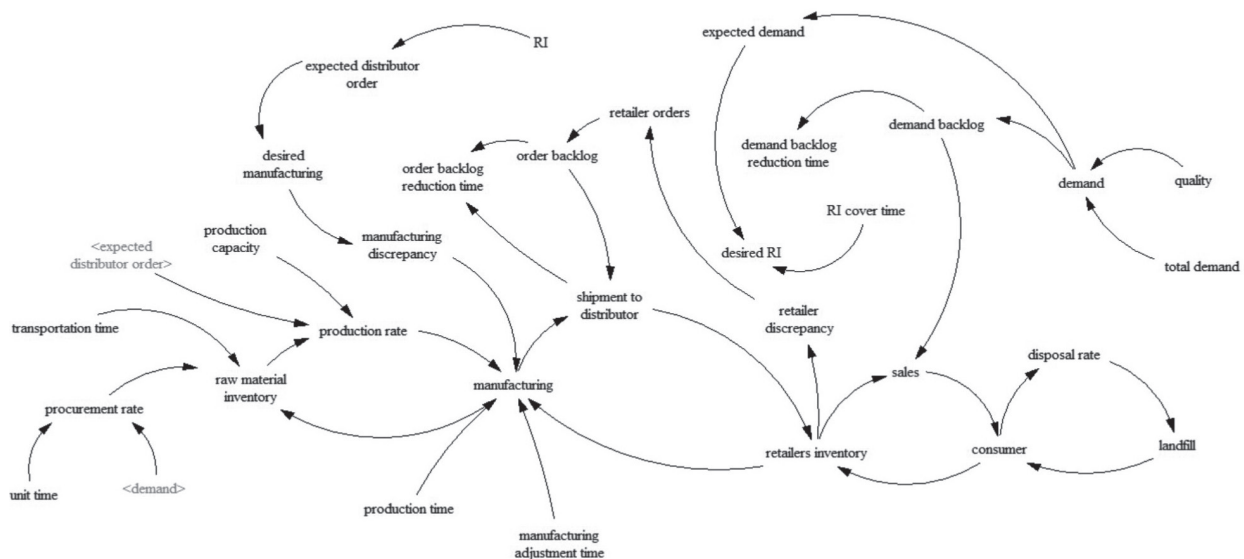 expected demand
RI
expected distributor
order
retailer orders
demand backlog
desired
manufacturing
order backlog
reduction time
order backlog
demand backlog
reduction time
demand
quality
production
capacity
manufacturing
discrepancy
RI cover time
<expected
distributor order>
desired RI
total demand
transportation time
production rate
shipment to
distributor
retailer
discrepancy
raw material
inventory
manufacturing
sales
disposal rate
procurement rate
retailers inventory
consumer
landfill
unit time
<demand>
production time
manufacturing
adjustment time